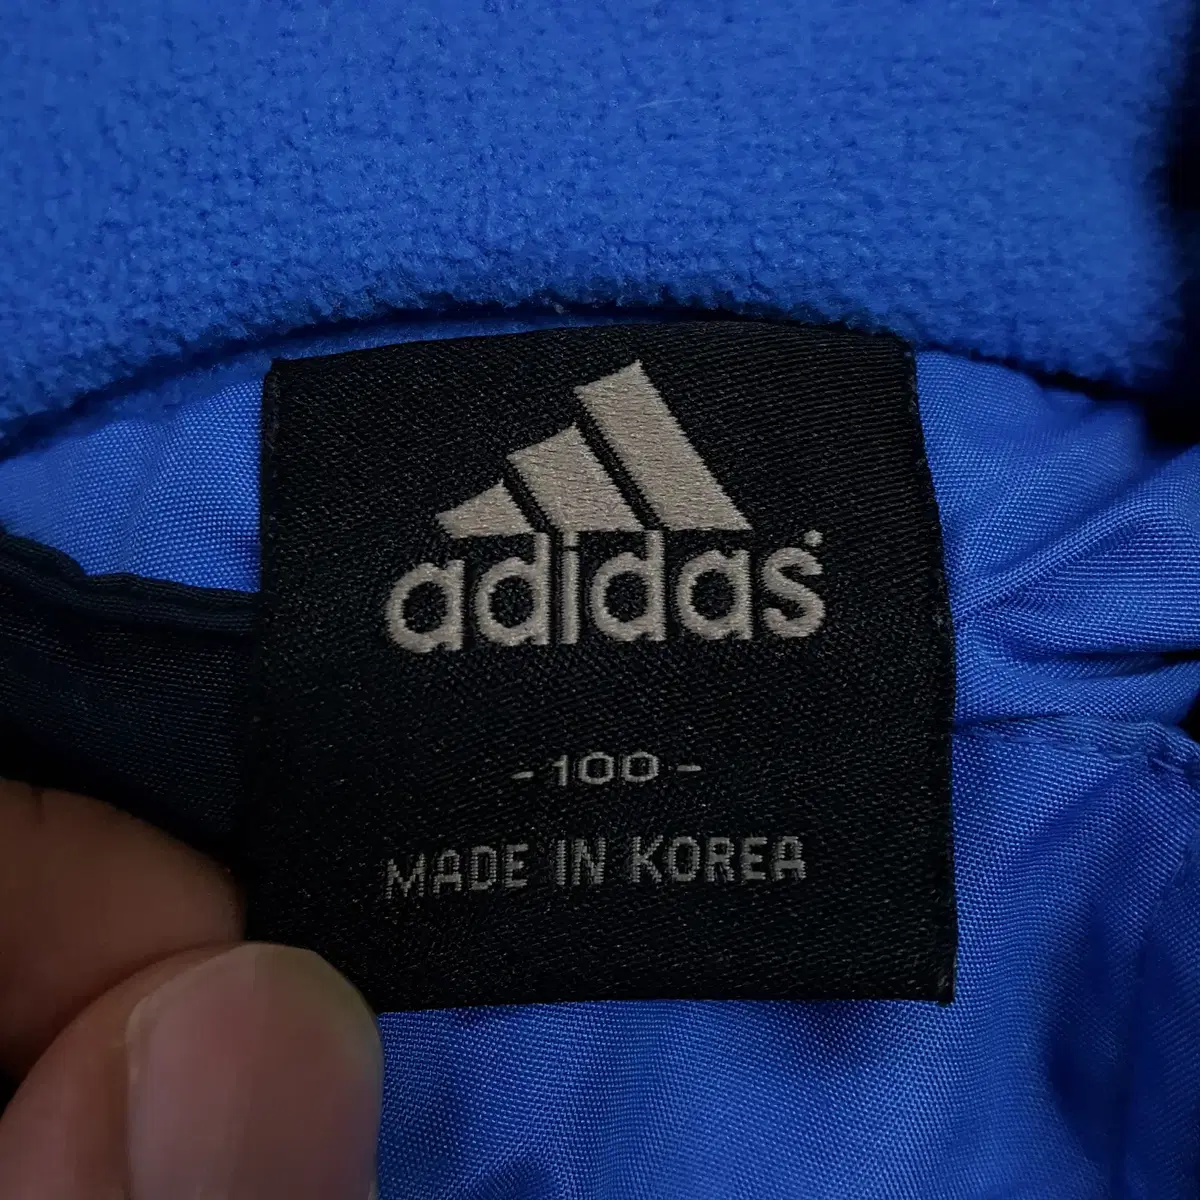 adidas
- 100 -
MADE IN KOREA